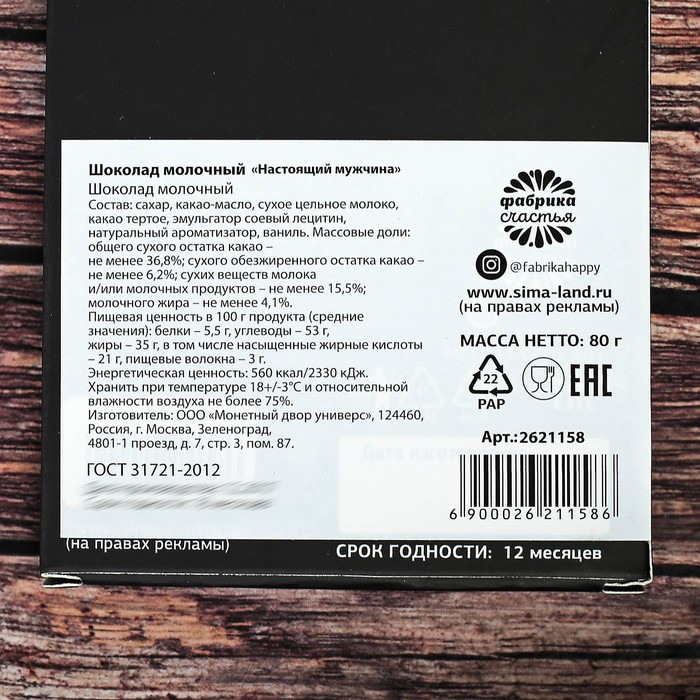 Шоколад молочный «Настоящий мужчина»
Шоколад молочный
Состав: сахар, какао-масло, сухое цельное молоко,
какао тертое, эмульгатор соевый лецитин,
натуральный ароматизатор, ваниль. Массовые доли:
общего сухого остатка какао –
не менее 36,8%; сухого обезжиренного остатка какао –
не менее 6,2%; сухих веществ молока
и/или молочных продуктов – не менее 15,5%;
молочного жира – не менее 4,1%.
Пищевая ценность в 100 г продукта (средние
значения): белки – 5,5 г, углеводы – 53 г,
жиры – 35 г, в том числе насыщенные жирные кислоты
– 21 г, пищевые волокна – 3 г.
Энергетическая ценность: 560 ккал/2330 кДж.
Хранить при температуре 18+/-3°С и относительной
влажности воздуха не более 75%.
Изготовитель: ООО «Монетный двор универс», 124460,
Россия, г. Москва, Зеленоград,
4801-1 проезд, д. 7, стр. 3, пом. 87.
ГОСТ 31721-2012
фабрика
счастья
@fabrikahappy
www.sima-land.ru
(на правах рекламы)
МАССА НЕТТО: 80 г
22
PAP
EAC
Арт.:2621158
Дата изготовления
6 900026 211586
(на правах рекламы)
СРОК ГОДНОСТИ: 12 месяцев